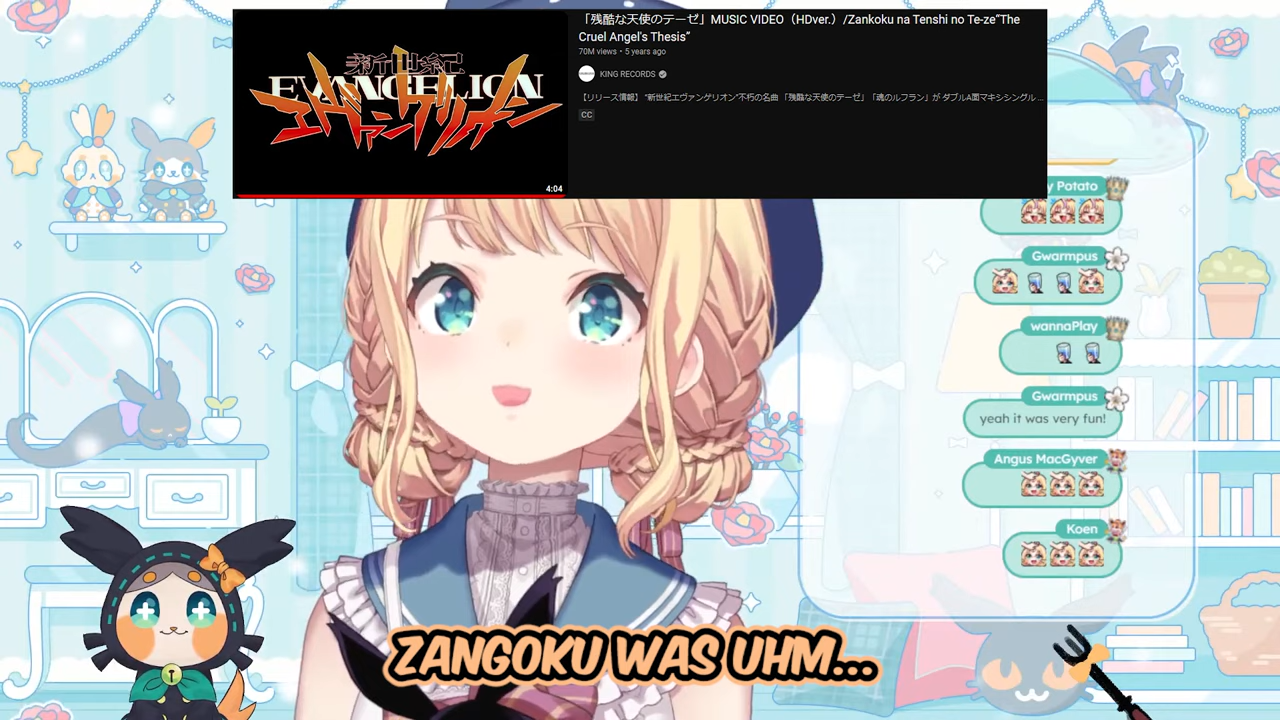 「残酷な天使のテーゼ」MUSIC VIDEO（HDver.）/Zankoku na Tenshi no Te-ze“The
Cruel Angel's Thesis”
70M views • 5 years ago
KING RECORDS
【リリース情報】 “新世紀エヴァンゲリオン”不朽の名曲 「残酷な天使のテーゼ」「魂のルフラン」が ダブルA面マキシシングル ...
CC
新世紀
EVANGELION
エヴァンゲリオン
4:04
y Potato
Gwarmpus
wannaPlay
Gwarmpus
yeah it was very fun!
Angus MacGyver
Koen
ZANGOKU WAS UHM...